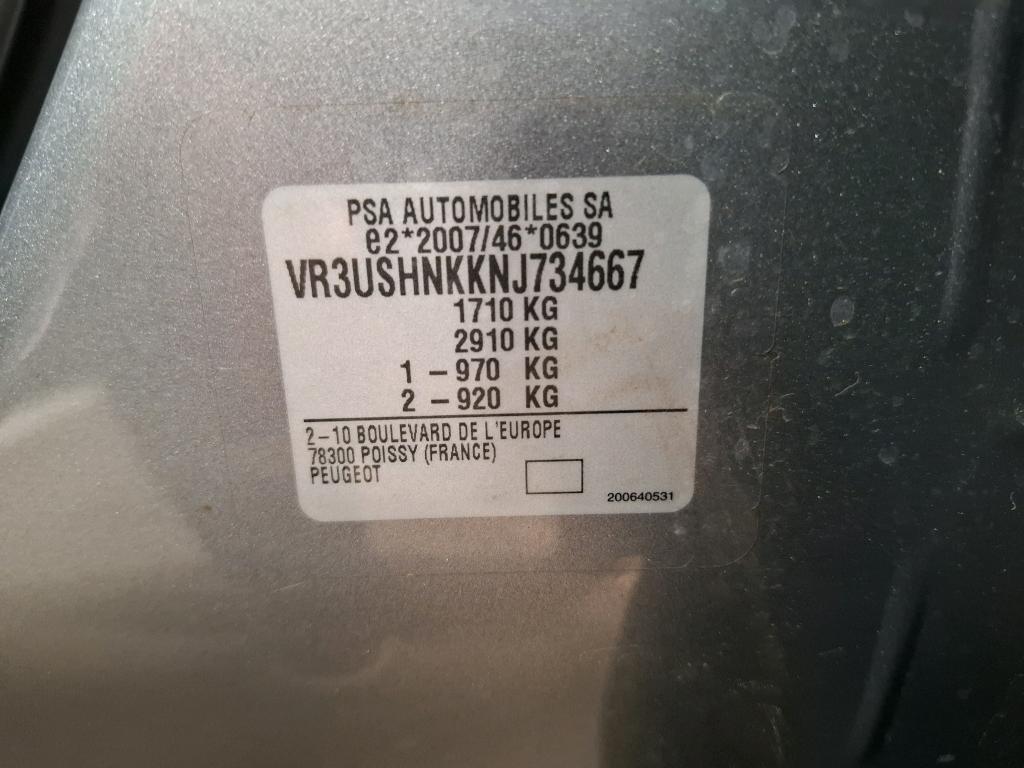 PSA AUTOMOBILES SA
e2*2007/46*0639
VR3USHNKKNJ734667
1710 KG
2910 KG
1 - 970 KG
2 - 920 KG
2-10 BOULEVARD DE L'EUROPE
78300 POISSY (FRANCE)
PEUGEOT
200640531